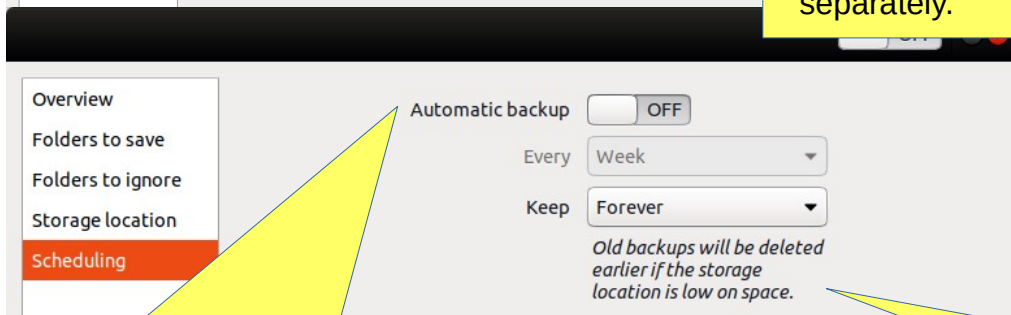 separately.
OFF
Overview
Folders to save
Folders to ignore
Storage location
Scheduling
Automatic backup OFF
Every Week
Keep Forever
Old backups will be deleted
earlier if the storage
location is low on space.